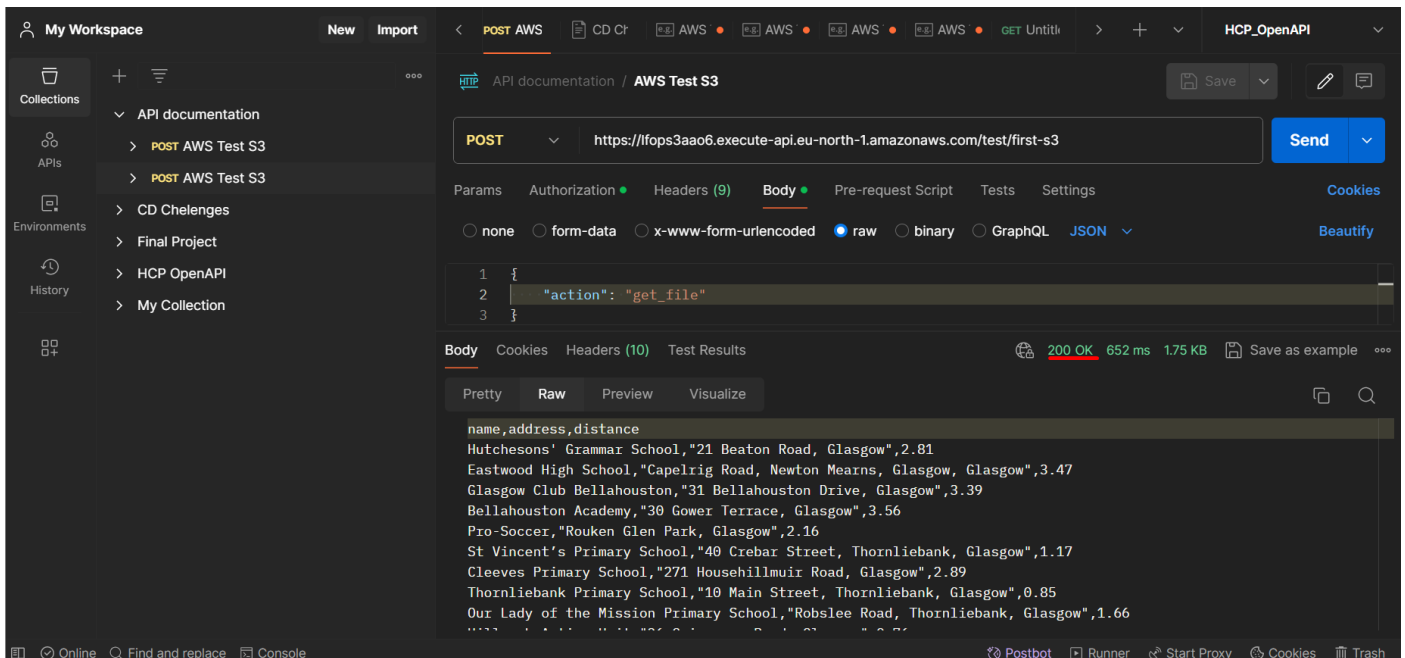 My Workspace
New Import
POST AWS
CD Ch
e.g. AWS
e.g. AWS
e.g. AWS
e.g. AWS
GET Untitle
HCP_OpenAPI
Collections
APIs
Environments
History
API documentation
POST AWS Test S3
POST AWS Test S3
CD Chelenges
Final Project
HCP OpenAPI
My Collection
HTTP API documentation / AWS Test S3
Save
POST https://lfops3aao6.execute-api.eu-north-1.amazonaws.com/test/first-s3
Send
Params Authorization Headers (9) Body Pre-request Script Tests Settings Cookies
none form-data x-www-form-urlencoded raw binary GraphQL JSON Beautify
1 {
2 "action": "get_file"
3 }
Body Cookies Headers (10) Test Results 200 OK 652 ms 1.75 KB Save as example
Pretty Raw Preview Visualize
name,address,distance
Hutchesons' Grammar School,"21 Beaton Road, Glasgow",2.81
Eastwood High School,"Capelrig Road, Newton Mearns, Glasgow, Glasgow",3.47
Glasgow Club Bellahouston,"31 Bellahouston Drive, Glasgow",3.39
Bellahouston Academy,"30 Gower Terrace, Glasgow",3.56
Pro-Soccer,"Rouken Glen Park, Glasgow",2.16
St Vincent’s Primary School,"40 Crebar Street, Thornliebank, Glasgow",1.17
Cleeves Primary School,"271 Househillmuir Road, Glasgow",2.89
Thornliebank Primary School,"10 Main Street, Thornliebank, Glasgow",0.85
Our Lady of the Mission Primary School,"Robslee Road, Thornliebank, Glasgow",1.66
Online Find and replace Console Postbot Runner Start Proxy Cookies Trash